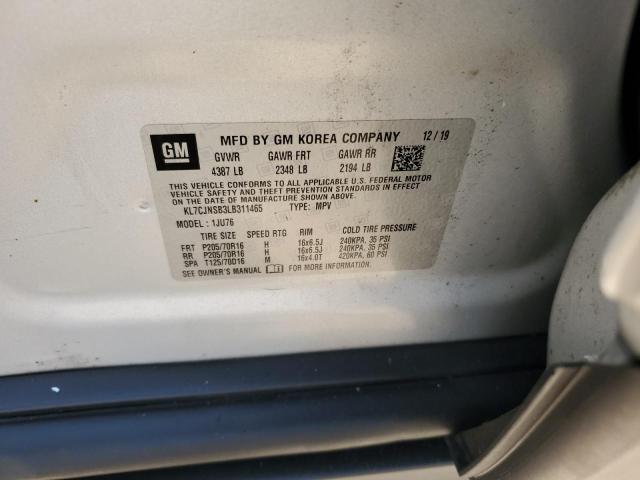 GM
MFD BY GM KOREA COMPANY 12/19
GVWR GAWR FRT GAWR RR
4387 LB 2348 LB 2194 LB
THIS VEHICLE CONFORMS TO ALL APPLICABLE U.S. FEDERAL MOTOR
VEHICLE SAFETY AND THEFT PREVENTION STANDARDS IN EFFECT
ON THE DATE OF MANUFACTURE SHOWN ABOVE.
KL7CJNSB3LB311465 TYPE: MPV
MODEL: 1JU76
TIRE SIZE SPEED RTG RIM COLD TIRE PRESSURE
FRT P205/70R16 H 16x6.5J 240KPA, 35 PSI
RR P205/70R16 H 16x6.5J 240KPA, 35 PSI
SPA T125/70D16 M 16x4.0T 420KPA, 60 PSI
SEE OWNER'S MANUAL FOR MORE INFORMATION.